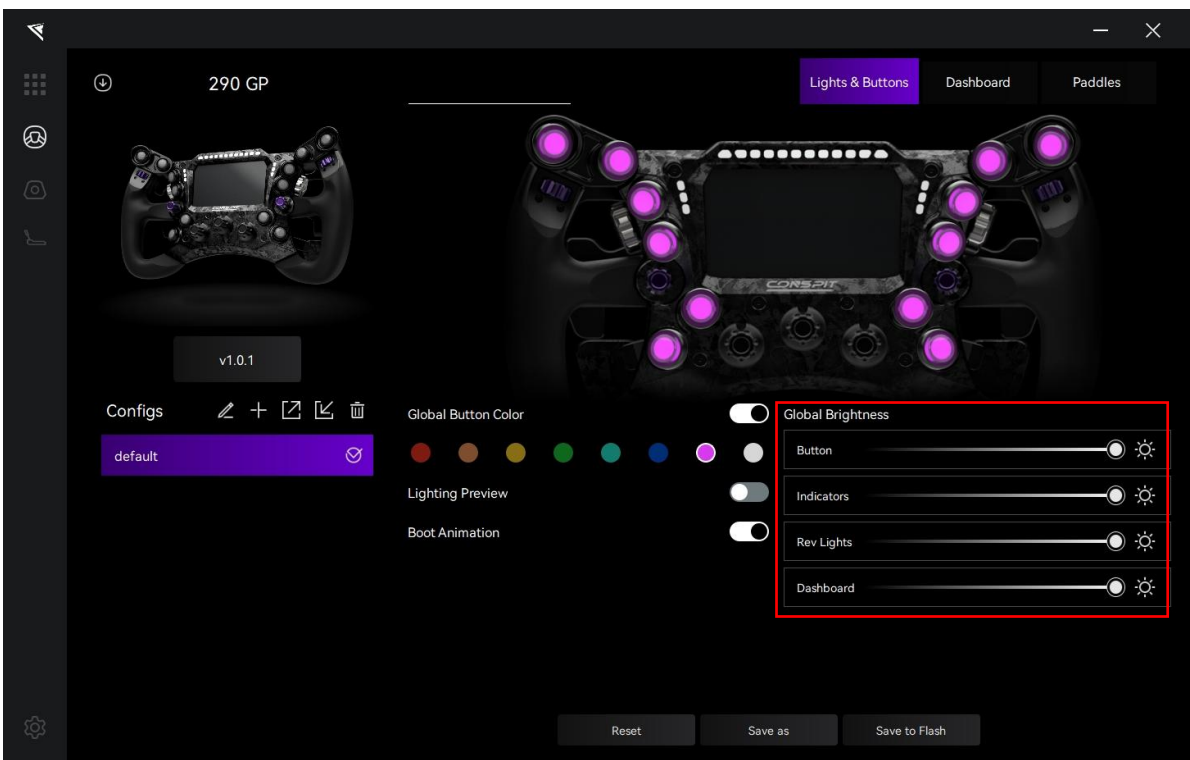 290 GP
Lights & Buttons
Dashboard
Paddles
CONSPIT
v1.0.1
Configs
default
Global Button Color
Lighting Preview
Boot Animation
Global Brightness
Button
Indicators
Rev Lights
Dashboard
Reset
Save as
Save to Flash